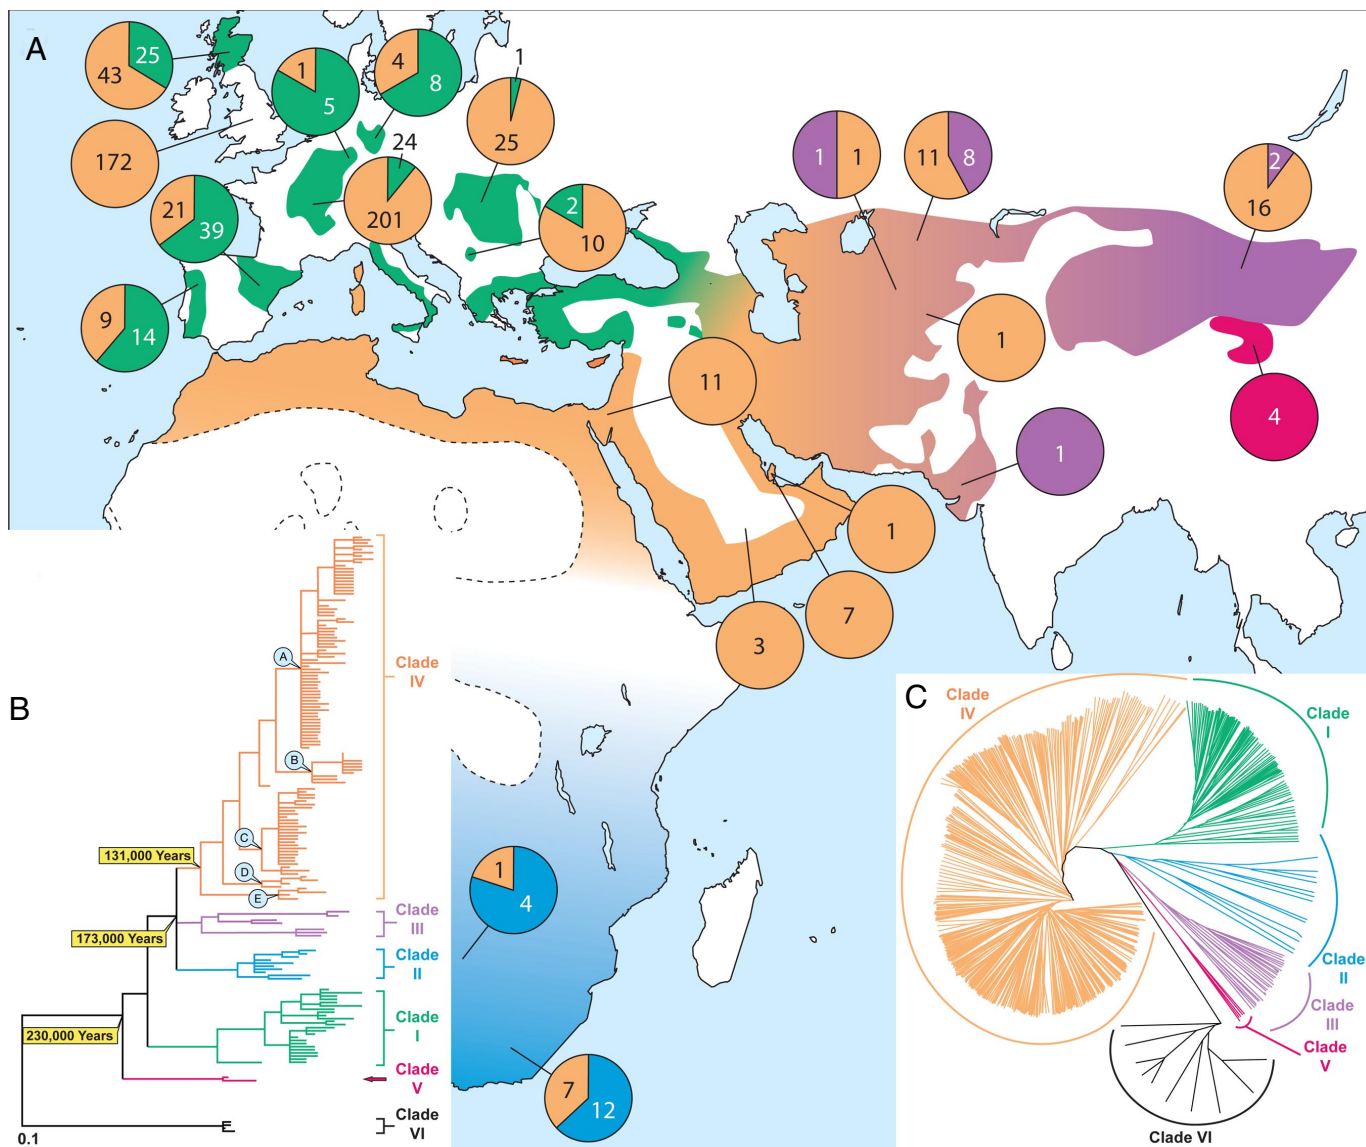 A
25
43
1
5
4
8
1
25
172
24
201
21
39
2
10
9
14
1
1
11
8
2
16
1
4
11
1
1
7
3
1
4
7
12
B
Clade
IV
A
B
C
D
E
131,000 Years
173,000 Years
230,000 Years
Clade
III
Clade
II
Clade
I
Clade
V
Clade
VI
0.1
C
Clade
IV
Clade
I
Clade
II
Clade
III
Clade
V
Clade VI